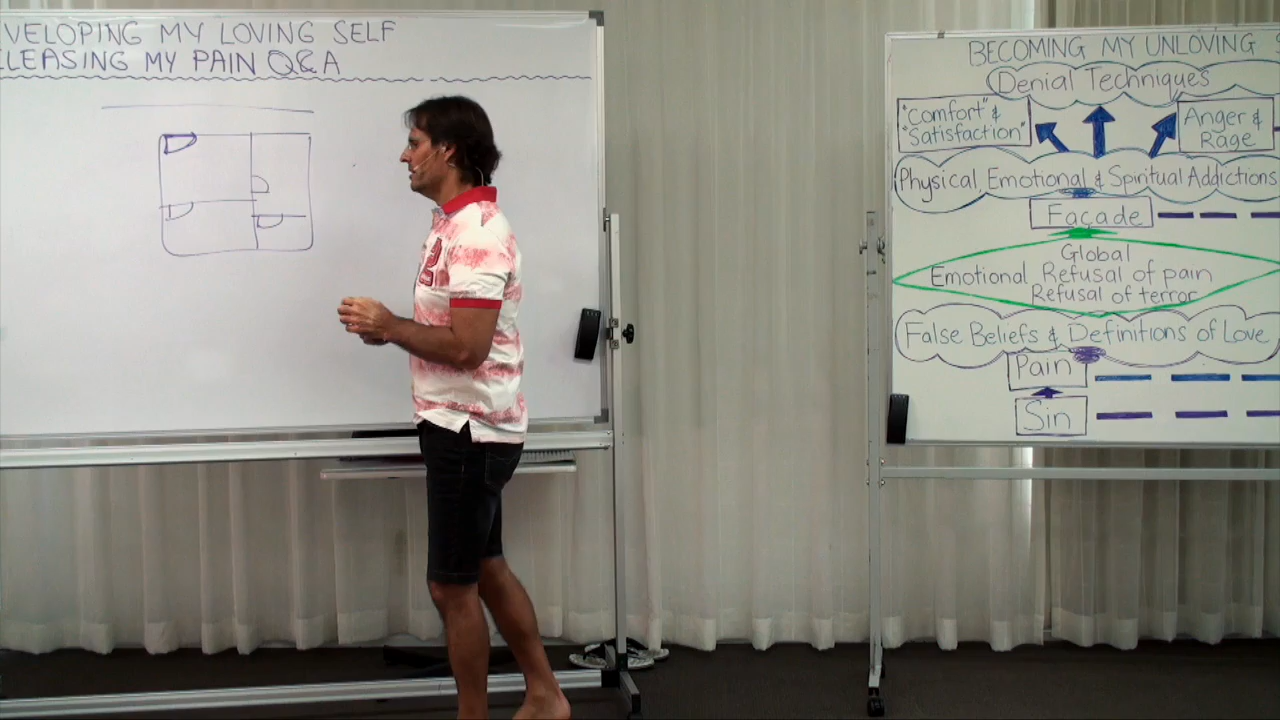 VELOPING MY LOVING SELF
LEASING MY PAIN Q&A
2
BECOMING MY UNLOVING
Denial Techniques
"Comfort" &
"Satisfaction"
Anger &
Rage
Physical, Emotional & Spiritual Addictions
Façade
Global
Emotional Refusal of pain
Refusal of terror
False Beliefs & Definitions of Love
Pain
Sin